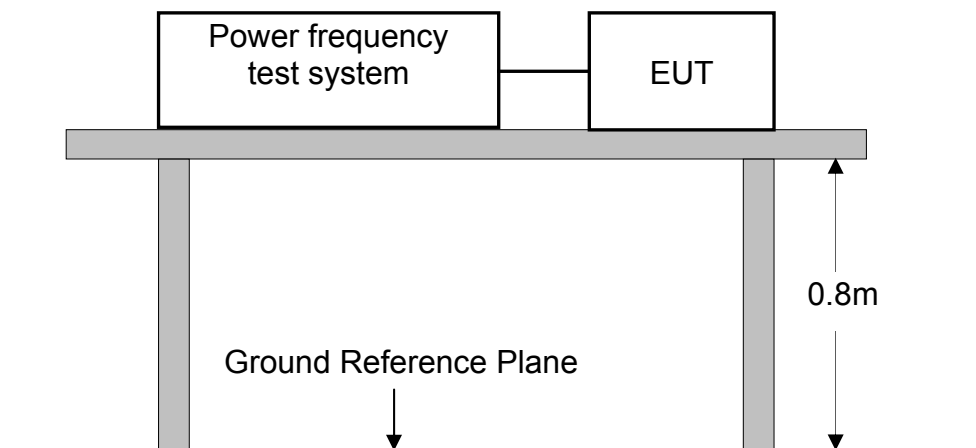 Power frequency
test system
EUT
0.8m
Ground Reference Plane